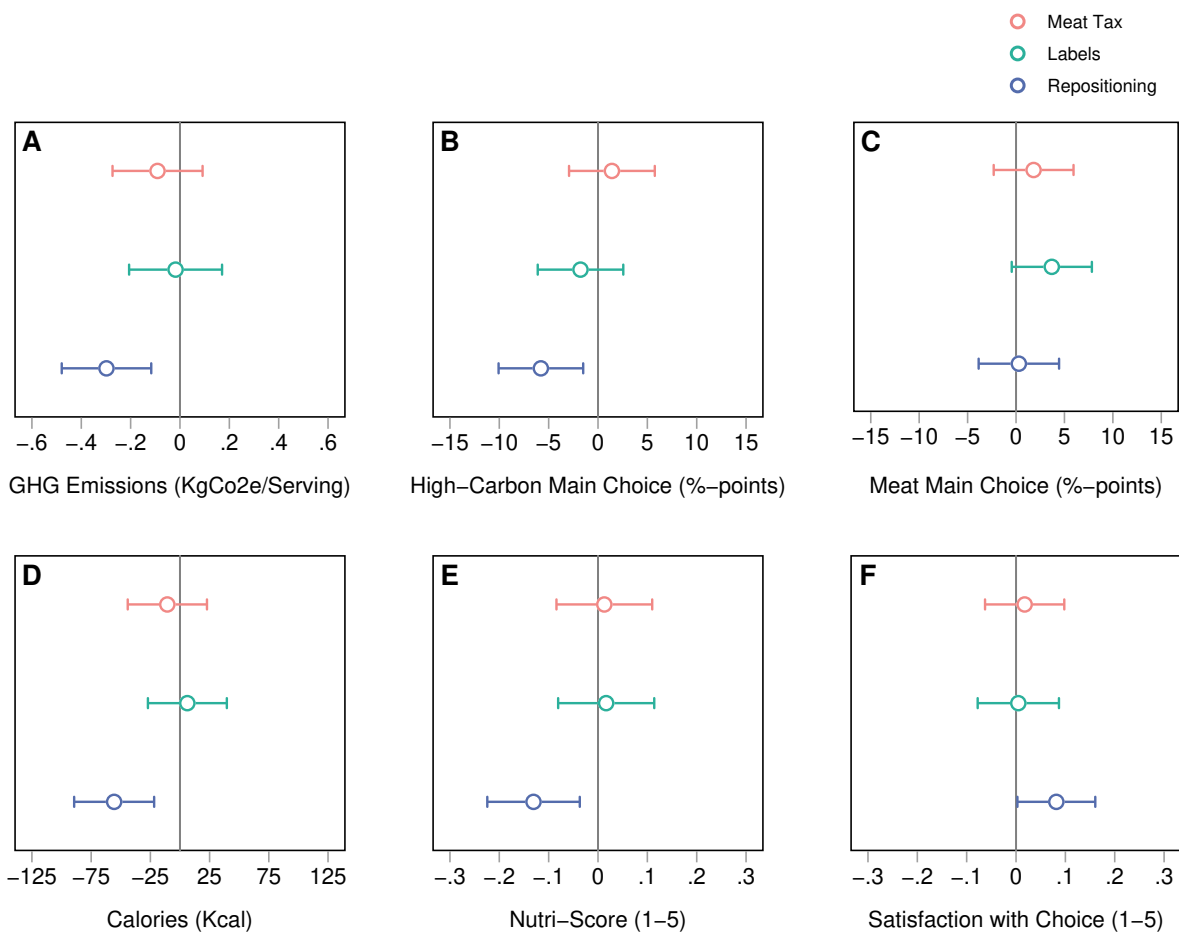 Meat Tax
Labels
Repositioning
A
B
C
−.6 −.4 −.2 0 .2 .4 .6
−15 −10 −5 0 5 10 15
−15 −10 −5 0 5 10 15
GHG Emissions (KgCo2e/Serving)
High−Carbon Main Choice (%−points)
Meat Main Choice (%−points)
D
E
F
−125 −75 −25 25 75 125
−.3 −.2 −.1 0 .1 .2 .3
−.3 −.2 −.1 0 .1 .2 .3
Calories (Kcal)
Nutri−Score (1−5)
Satisfaction with Choice (1−5)